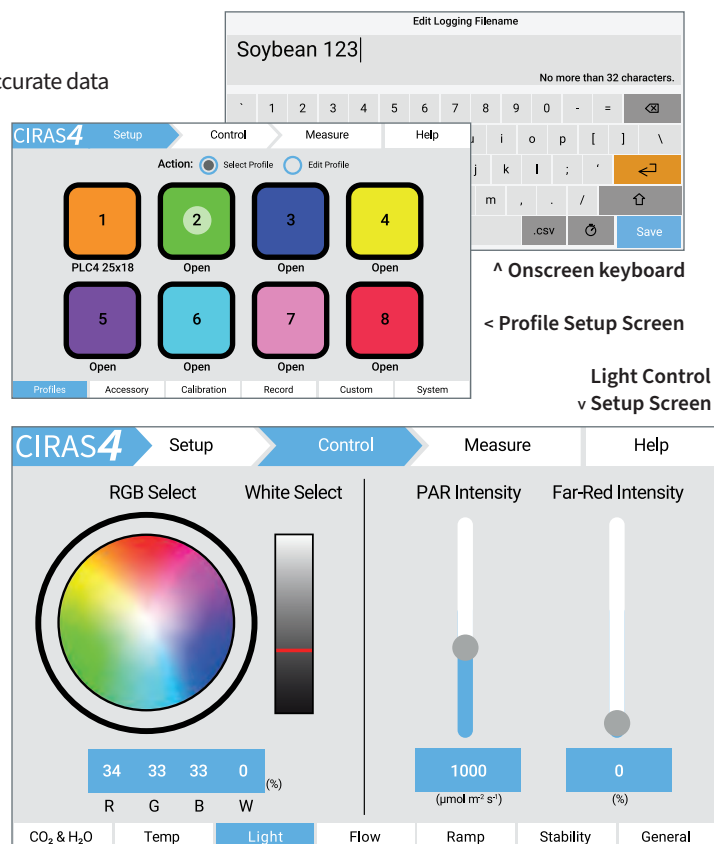 Edit Logging Filename
Soybean 123
No more than 32 characters.
` 1 2 3 4 5 6 7 8 9 0 - =
i o p [ ] \
j k l ; '
m , . /
.csv Save
^ Onscreen keyboard
accurate data
CIRAS4 Setup Control Measure Help
Action: Select Profile Edit Profile
1 2 3 4
PLC4 25x18 Open Open Open
5 6 7 8
Open Open Open Open
Profiles Accessory Calibration Record Custom System
< Profile Setup Screen
Light Control
v Setup Screen
CIRAS4 Setup Control Measure Help
RGB Select White Select PAR Intensity Far-Red Intensity
34 33 33 0 (%)
R G B W
1000 0
(µmol m⁻² s⁻¹) (%)
CO₂ & H₂O Temp Light Flow Ramp Stability General